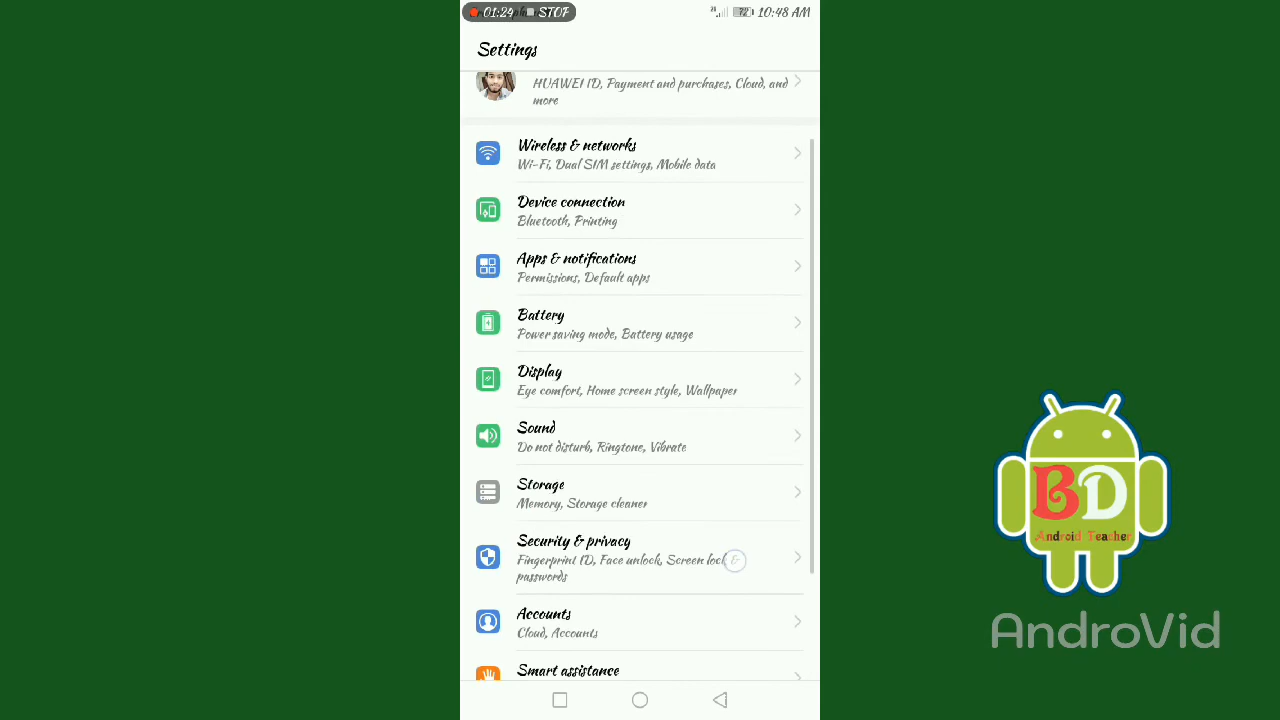 01:24 STOP
72 10:48 AM
Settings
HUAWEI ID, Payment and purchases, Cloud, and
more
Wireless & networks
Wi-Fi, Dual SIM settings, Mobile data
Device connection
Bluetooth, Printing
Apps & notifications
Permissions, Default apps
Battery
Power saving mode, Battery usage
Display
Eye comfort, Home screen style, Wallpaper
Sound
Do not disturb, Ringtone, Vibrate
Storage
Memory, Storage cleaner
Security & privacy
Fingerprint ID, Face unlock, Screen lock &
passwords
Accounts
Cloud, Accounts
Smart assistance
BD
Android Teacher
AndroVid